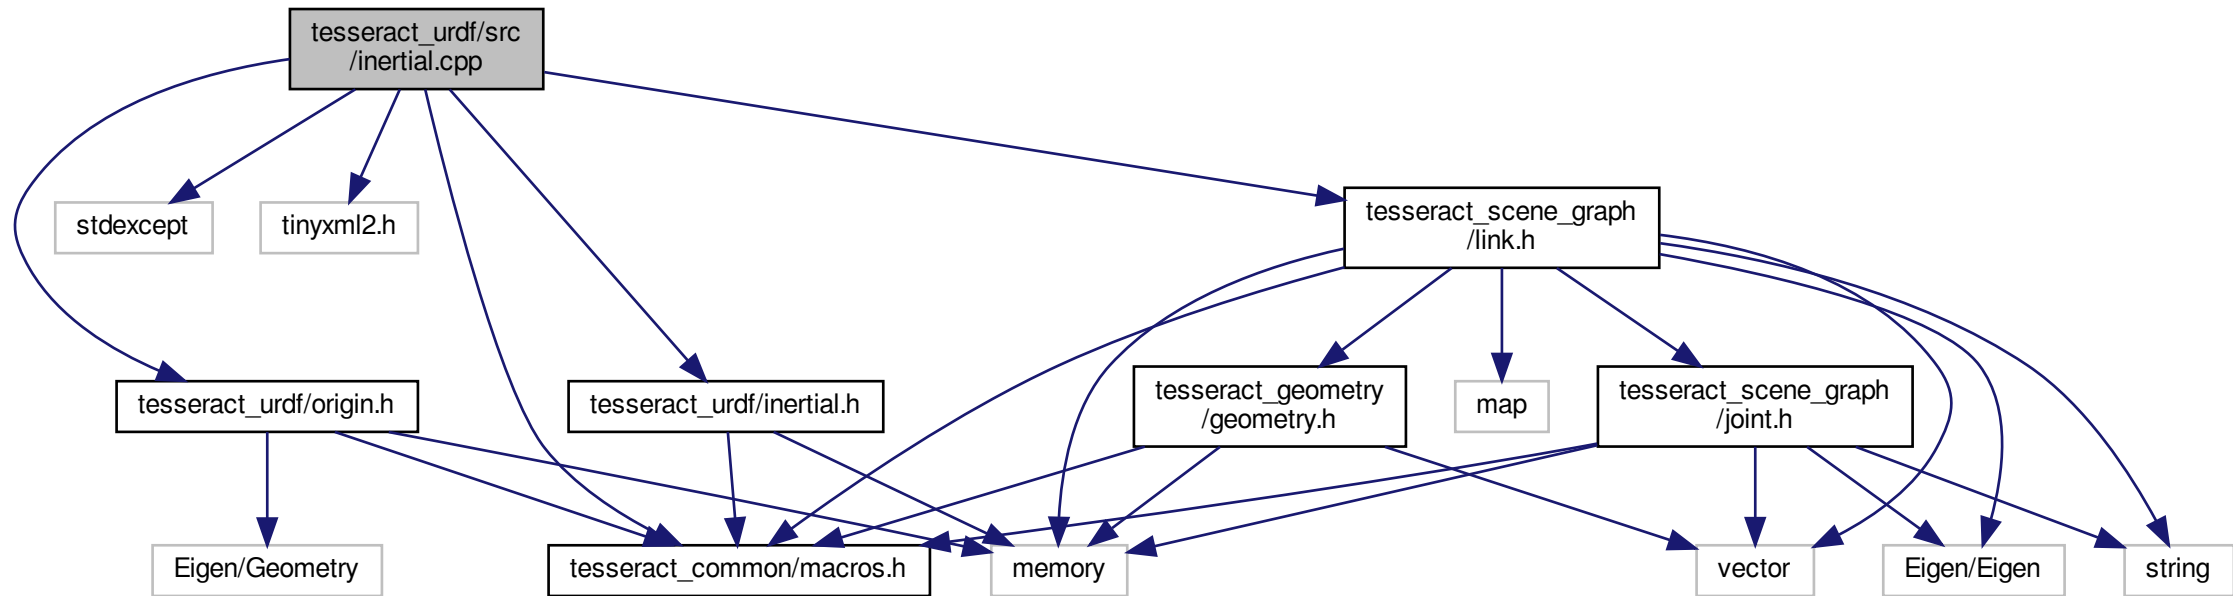 tesseract_urdf/src
/inertial.cpp
stdexcept
tinyxml2.h
tesseract_scene_graph
/link.h
tesseract_urdf/origin.h
tesseract_urdf/inertial.h
tesseract_geometry
/geometry.h
map
tesseract_scene_graph
/joint.h
Eigen/Geometry
tesseract_common/macros.h
memory
vector
Eigen/Eigen
string